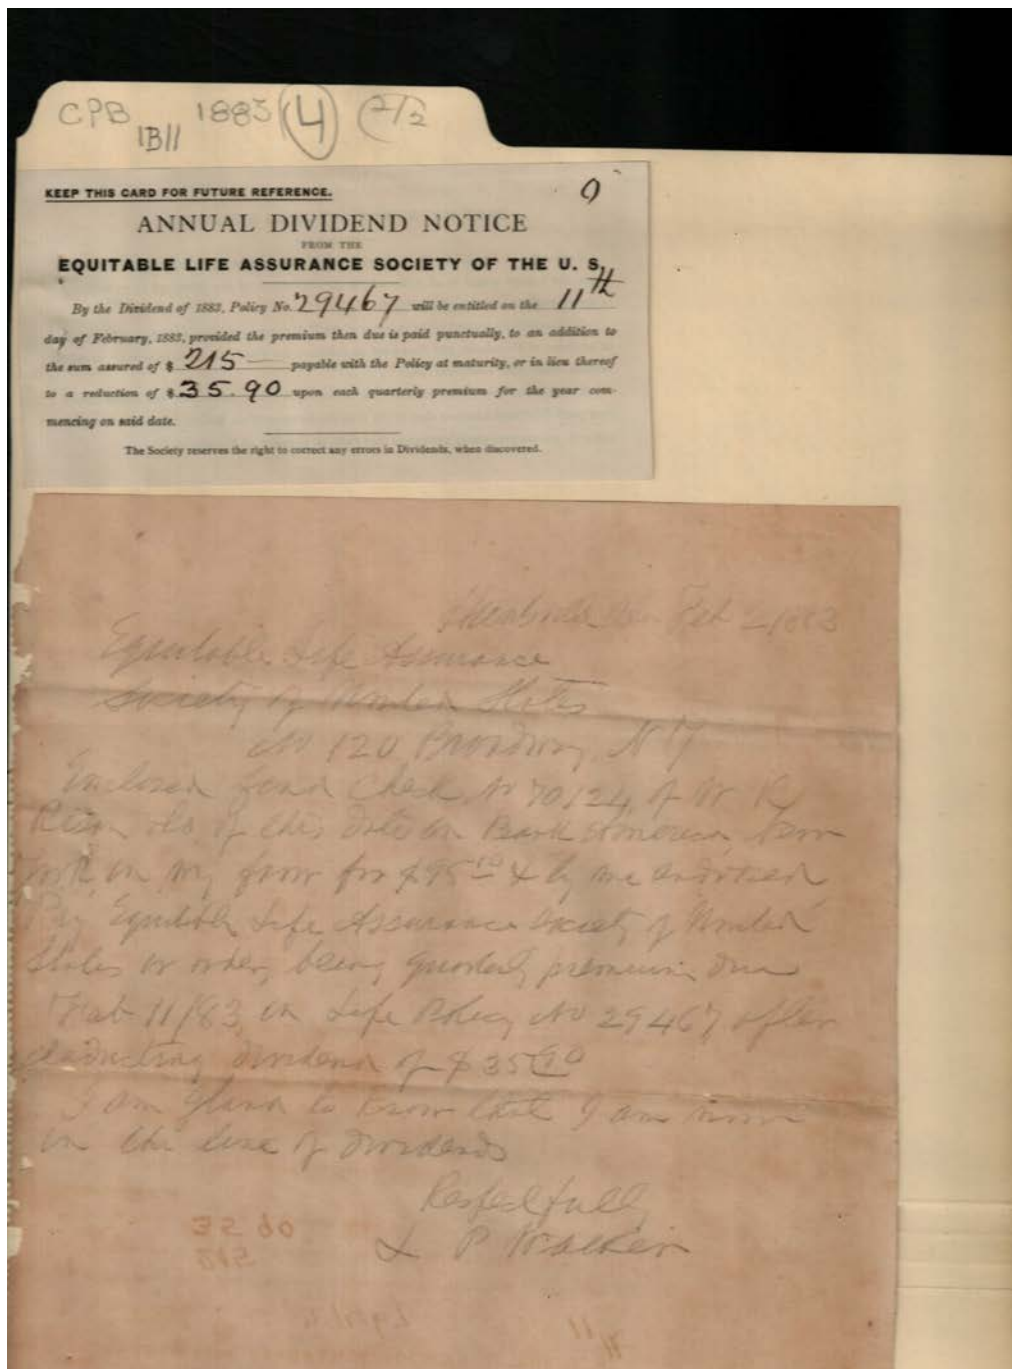 CPB 1883 (4) (2/2)
1B11
KEEP THIS CARD FOR FUTURE REFERENCE.
ANNUAL DIVIDEND NOTICE
FROM THE
EQUITABLE LIFE ASSURANCE SOCIETY OF THE U. S.
By the Dividend of 1883, Policy No. 29467 will be entitled on the 11th
day of February, 1883, provided the premium then due is paid punctually, to an addition to
the sum assured of $ 215 payable with the Policy at maturity, or in lieu thereof
to a reduction of $ 35.90 upon each quarterly premium for the year com-
mencing on said date.
The Society reserves the right to correct any errors in Dividends, when discovered.
Feb 2/1883
Equitable Life Assurance
Society of United States
No 120 Broadway N Y
Enclosed find Check No 70124 of W R
of this date on Bank America, New
York in my favor for $95 10 & by me endorsed
Pay Equitable Life Assurance Society of United
States or order, being quarterly premium due
Feb 11/83 on Life Policy No 29467 after
deducting dividend of $35 90
I am glad to know that I am now
in the line of dividends
Respectfully
L P Walker